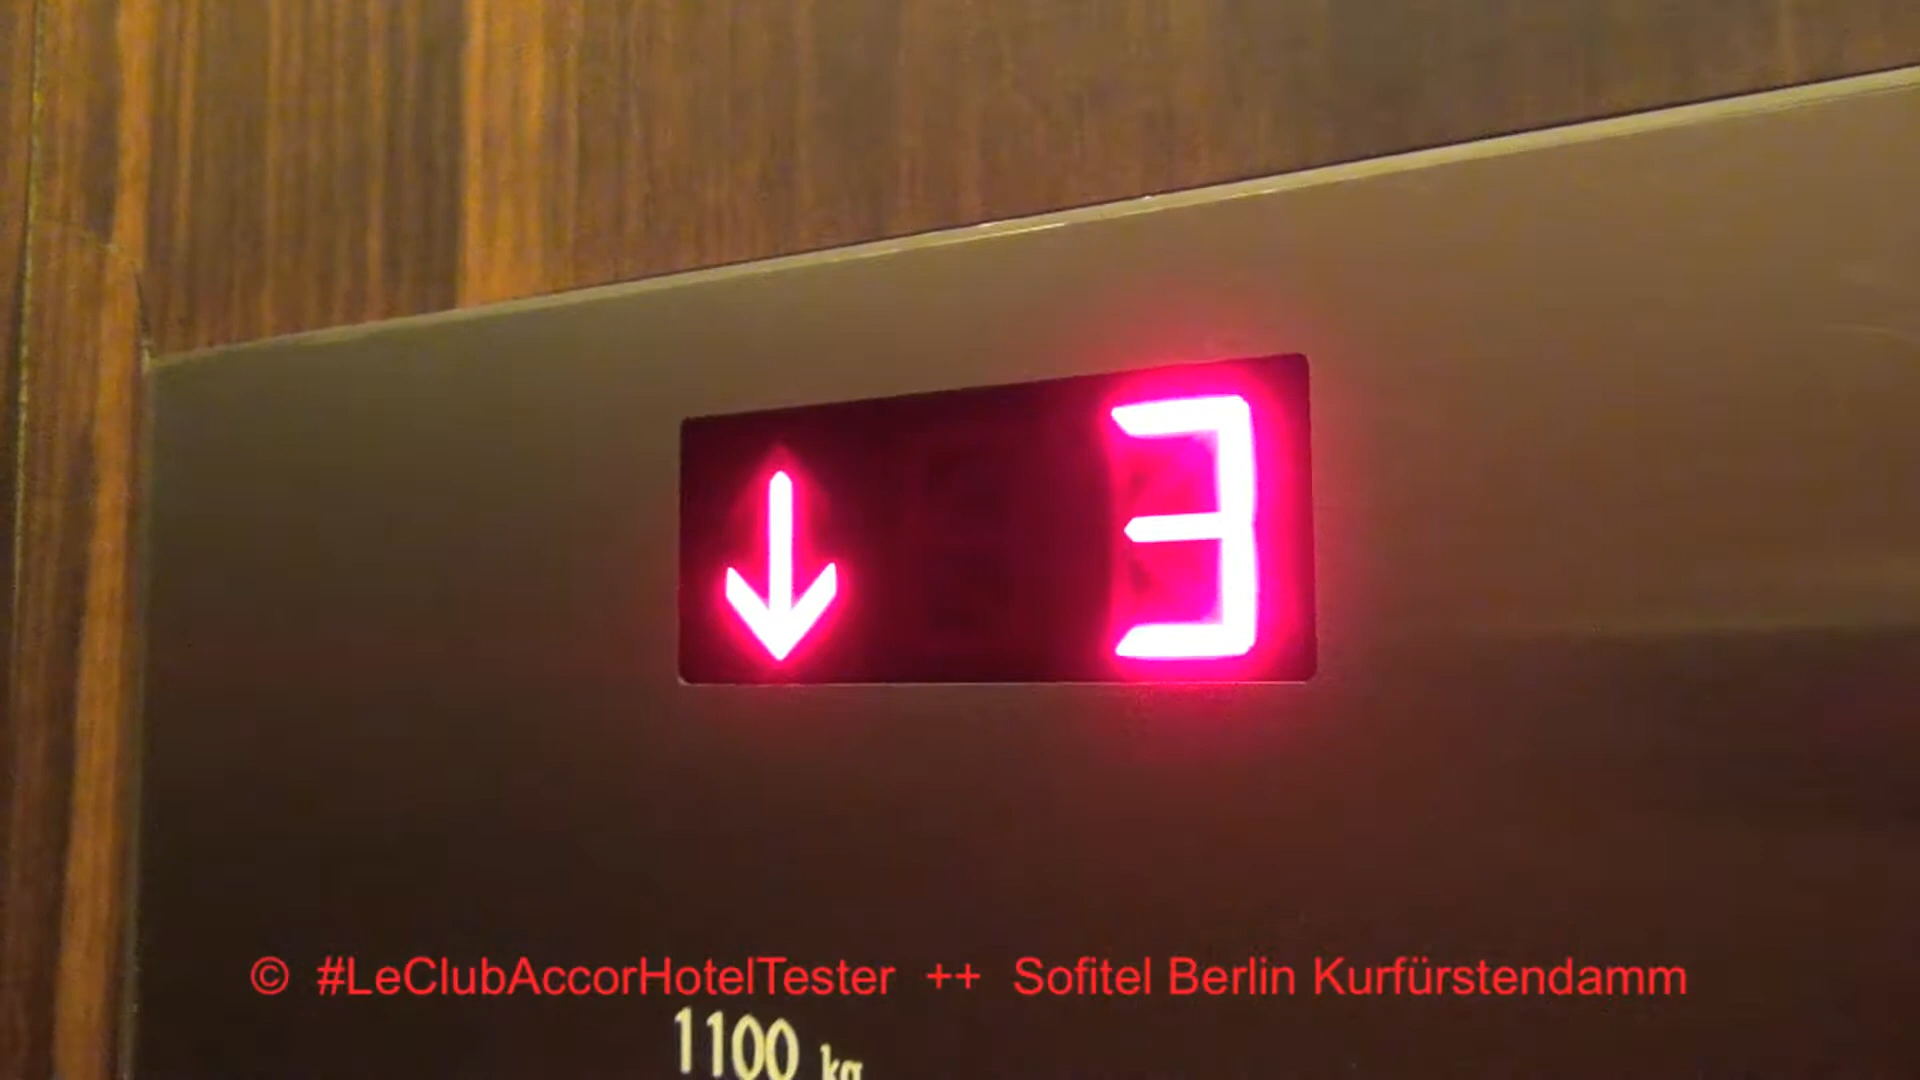 ↓ 3
© #LeClubAccorHotelTester ++ Sofitel Berlin Kurfürstendamm
1100 kg